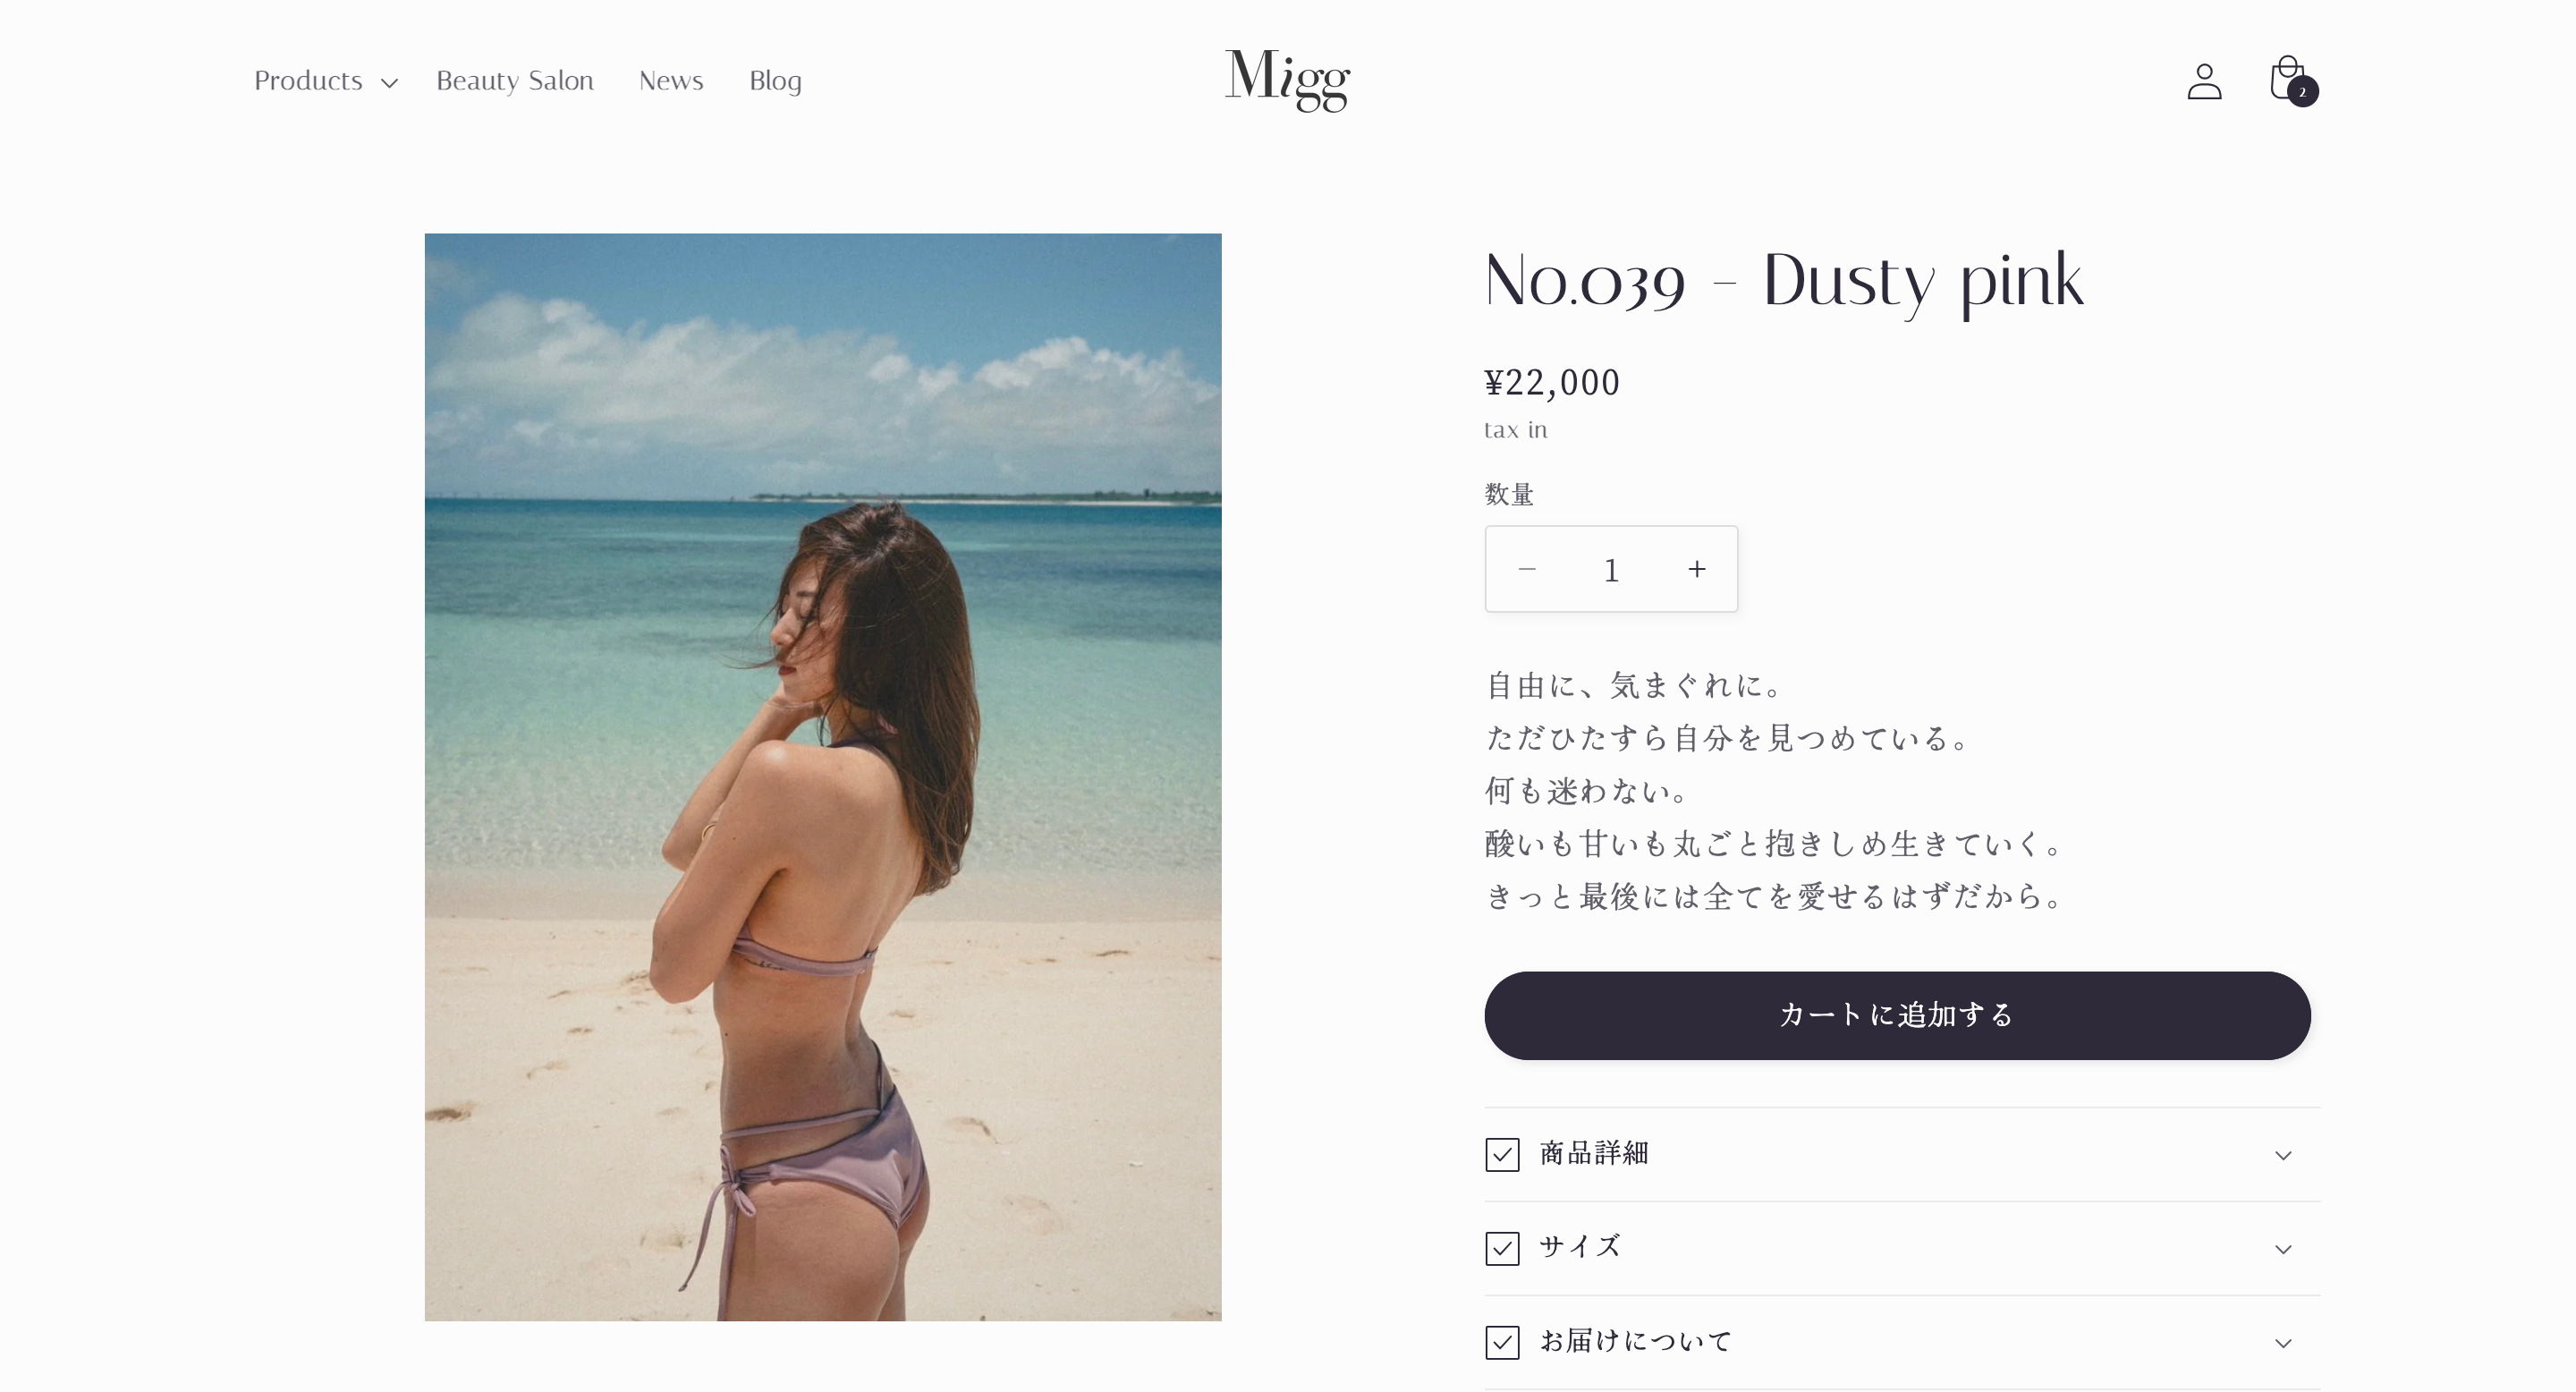 Products
Beauty Salon
News
Blog
Migg
2
No.039 - Dusty pink
¥22,000
tax in
数量
1
自由に、気まぐれに。
ただひたすら自分を見つめている。
何も迷わない。
酸いも甘いも丸ごと抱きしめ生きていく。
きっと最後には全てを愛せるはずだから。
カートに追加する
商品詳細
サイズ
お届けについて